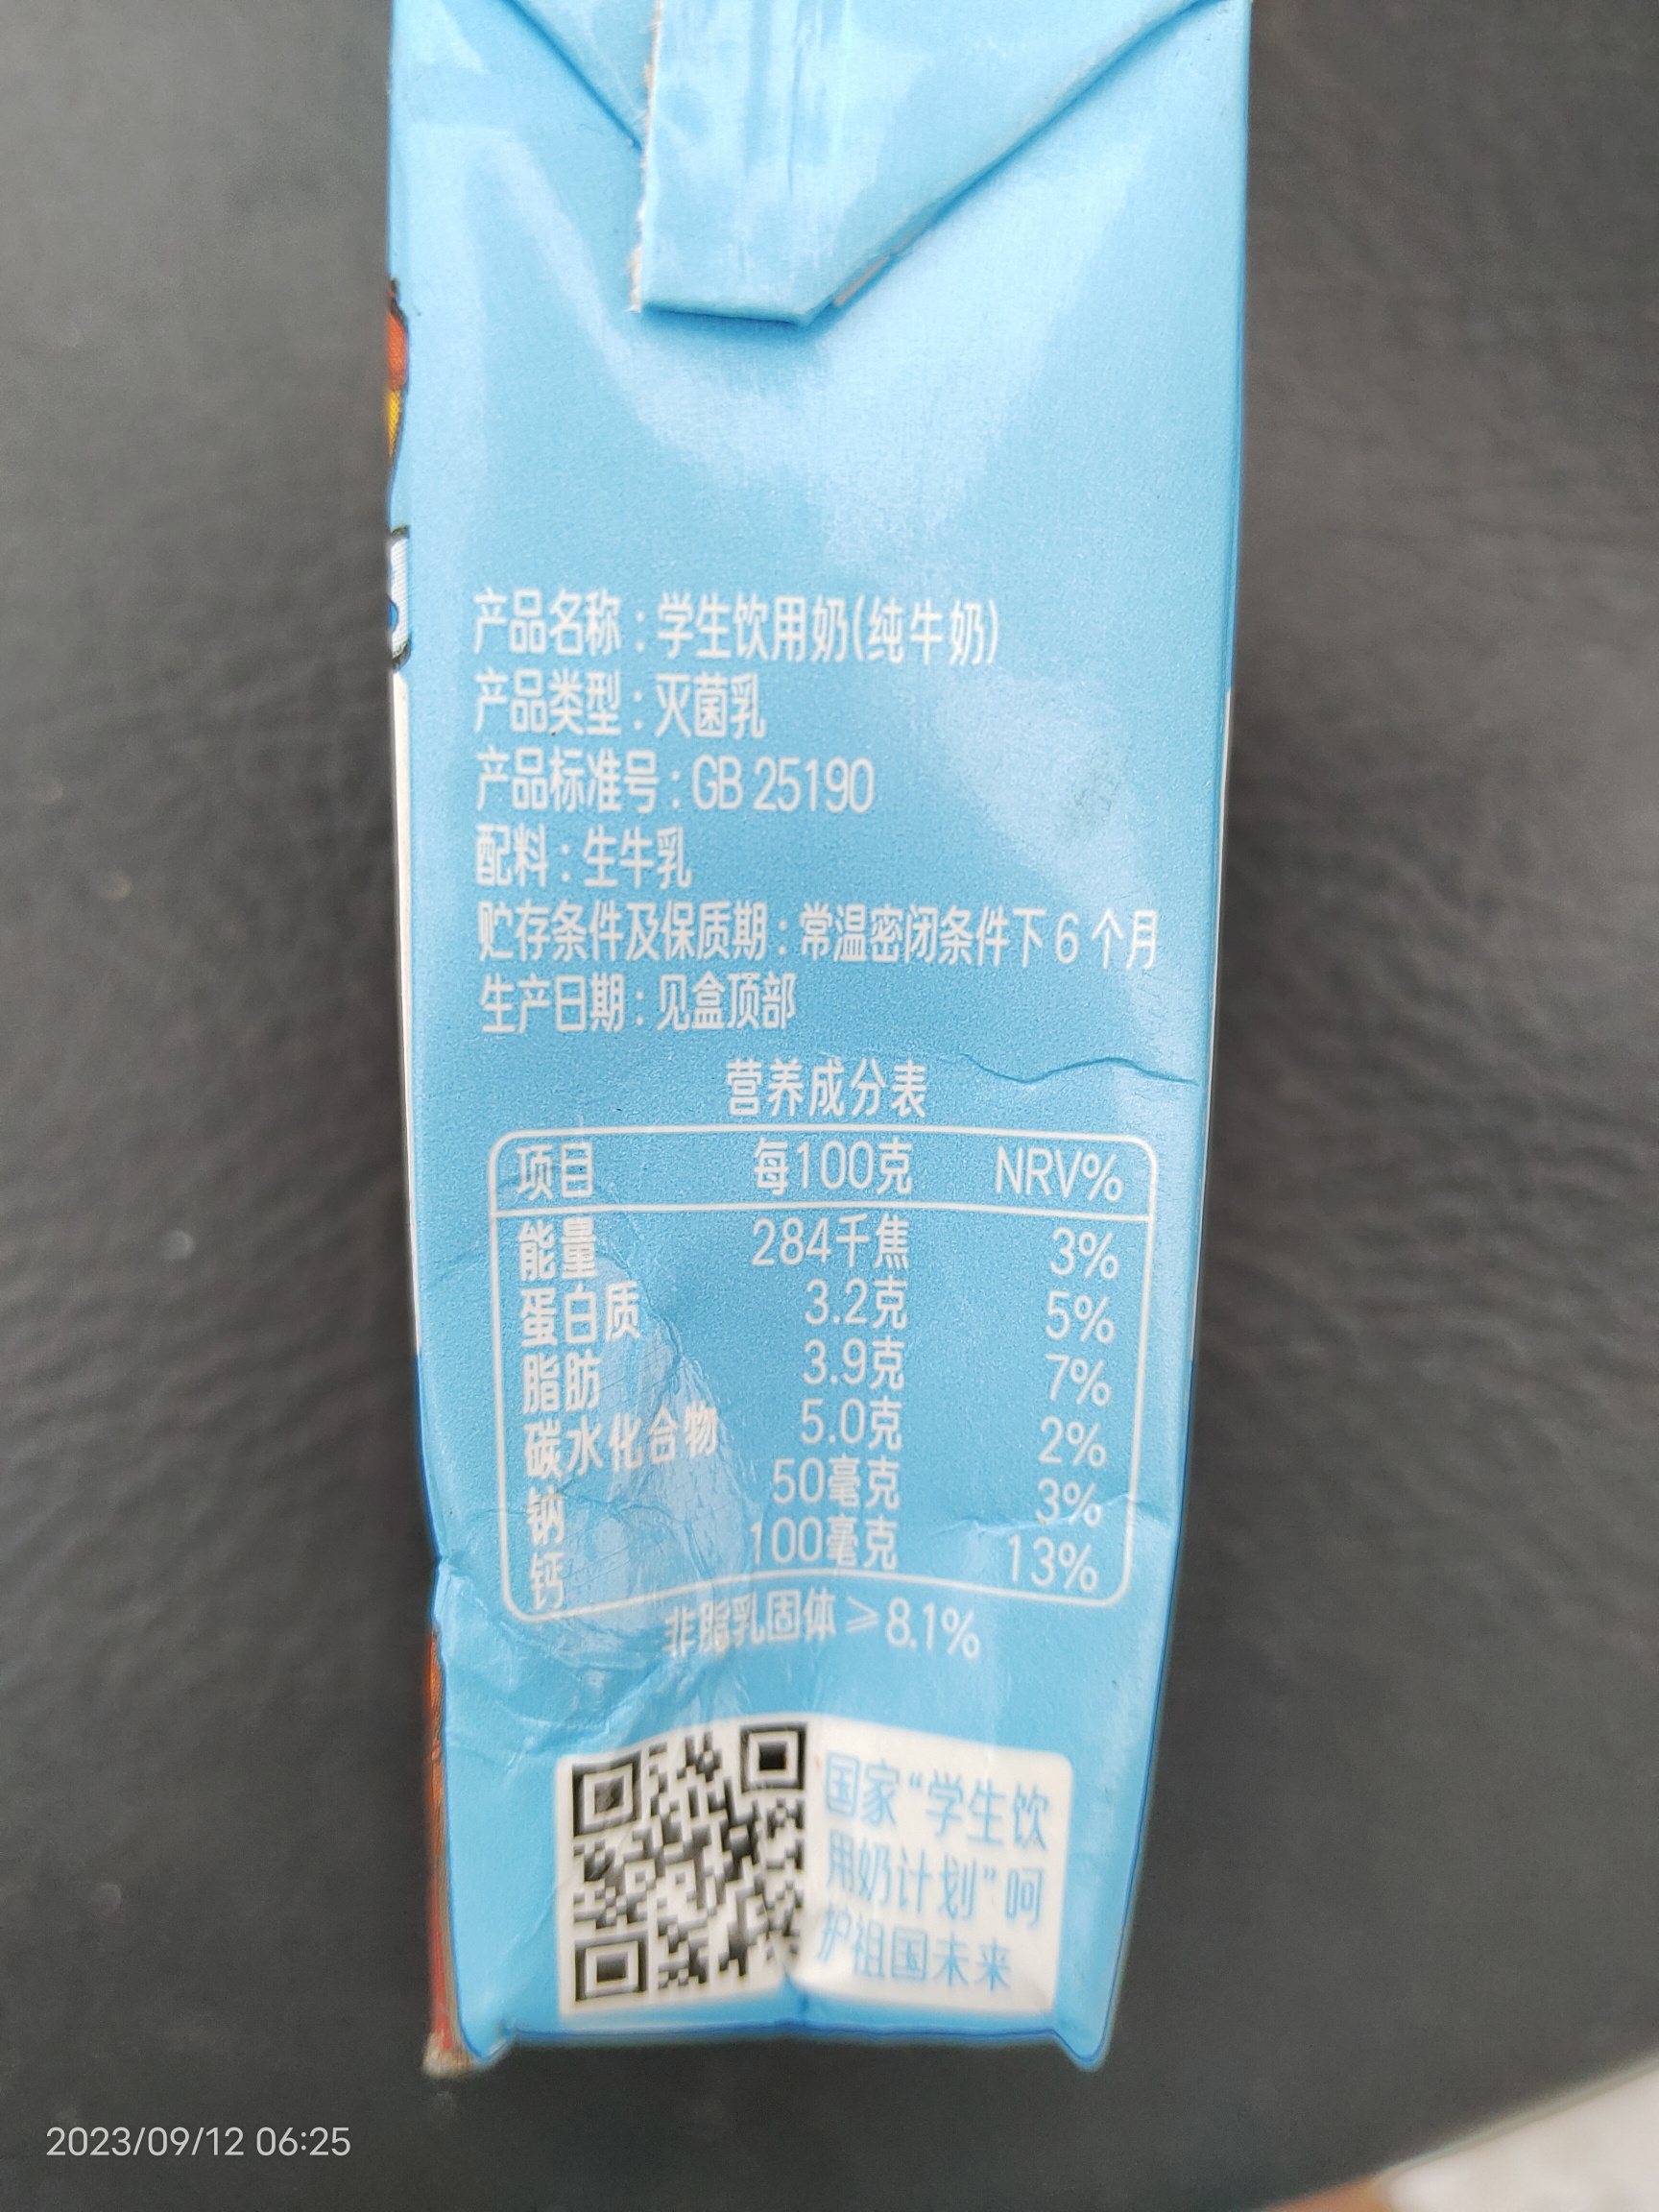 产品名称：学生饮用奶(纯牛奶)
产品类型：灭菌乳
产品标准号：GB 25190
配料：生牛乳
贮存条件及保质期：常温密闭条件下6个月
生产日期：见盒顶部
营养成分表
项目 每100克 NRV%
能量 284千焦 3%
蛋白质 3.2克 5%
脂肪 3.9克 7%
碳水化合物 5.0克 2%
钠 50毫克 3%
钙 100毫克 13%
非脂乳固体≥8.1%
国家“学生饮
用奶计划”呵
护祖国未来
2023/09/12 06:25